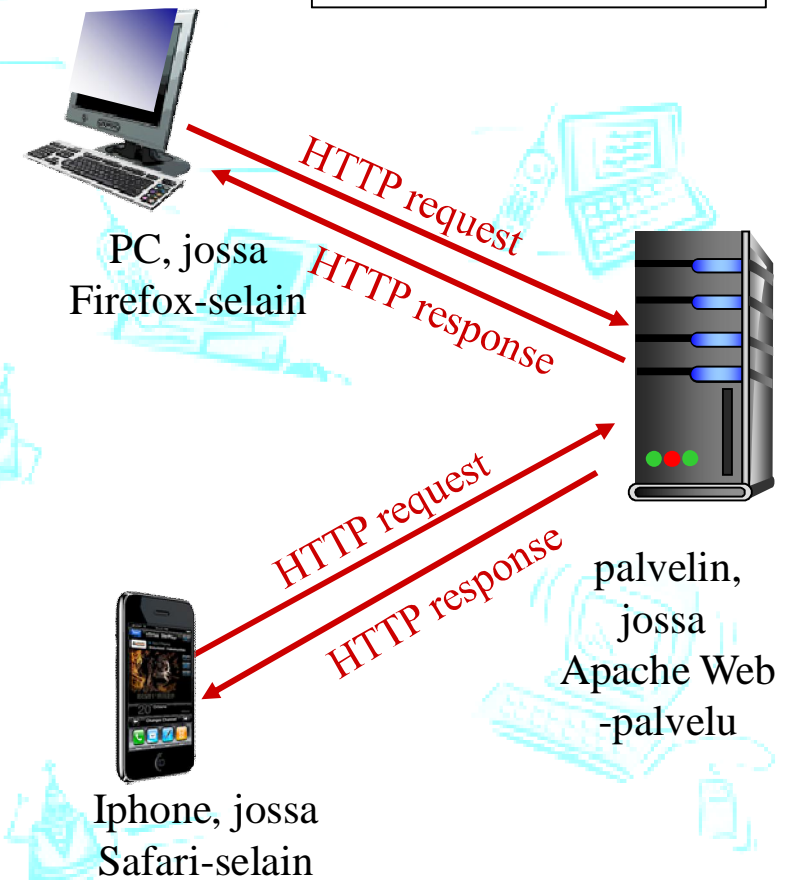 HTTP request
HTTP response
PC, jossa
Firefox-selain
HTTP request
HTTP response
palvelin,
jossa
Apache Web
-palvelu
Iphone, jossa
Safari-selain